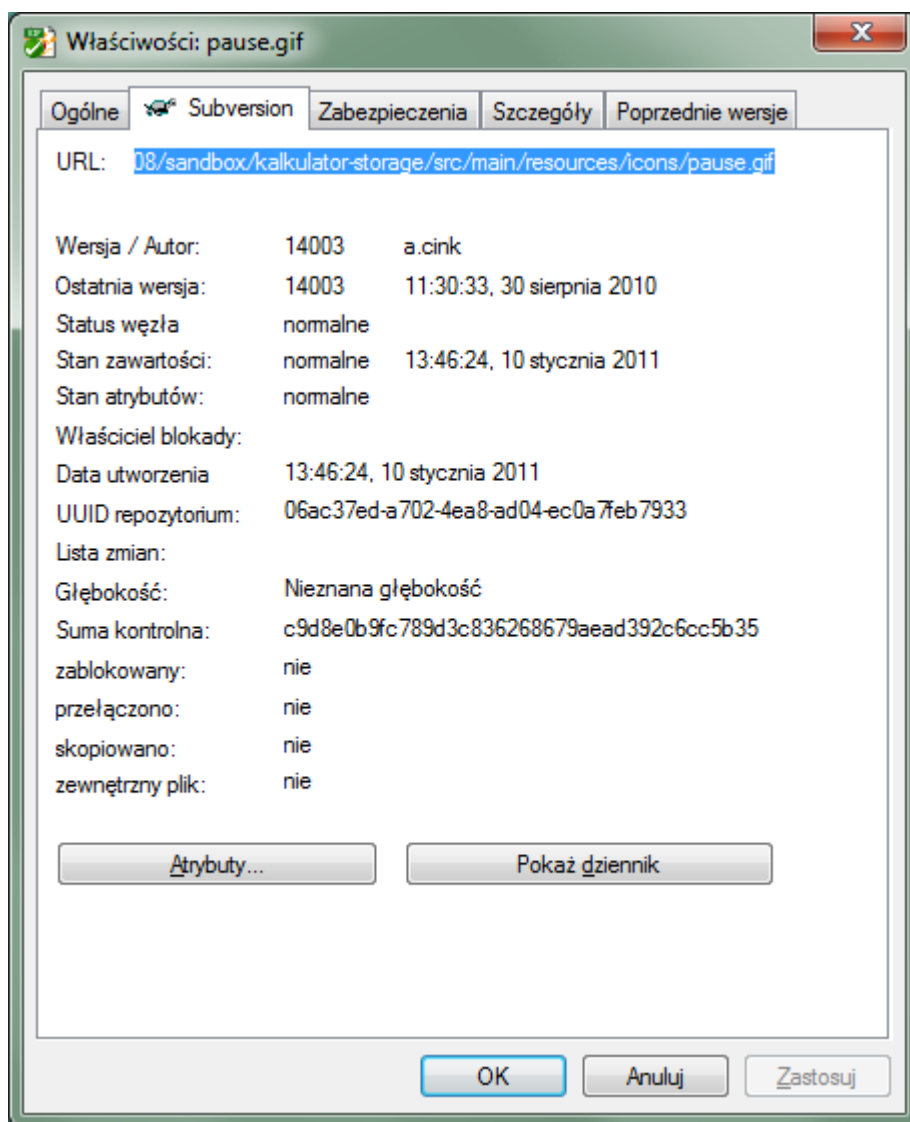 Właściwości: pause.gif
Ogólne Subversion Zabezpieczenia Szczegóły Poprzednie wersje
URL: 08/sandbox/kalkulator-storage/src/main/resources/icons/pause.gif
Wersja / Autor: 14003 a.cink
Ostatnia wersja: 14003 11:30:33, 30 sierpnia 2010
Status węzła normalne
Stan zawartości: normalne 13:46:24, 10 stycznia 2011
Stan atrybutów: normalne
Właściciel blokady:
Data utworzenia 13:46:24, 10 stycznia 2011
UUID repozytorium: 06ac37ed-a702-4ea8-ad04-ec0a7feb7933
Lista zmian:
Głębokość: Nieznana głębokość
Suma kontrolna: c9d8e0b9fc789d3c836268679aead392c6cc5b35
zablokowany: nie
przełączono: nie
skopiowano: nie
zewnętrzny plik: nie
Atrybuty... Pokaż dziennik
OK Anuluj Zastosuj